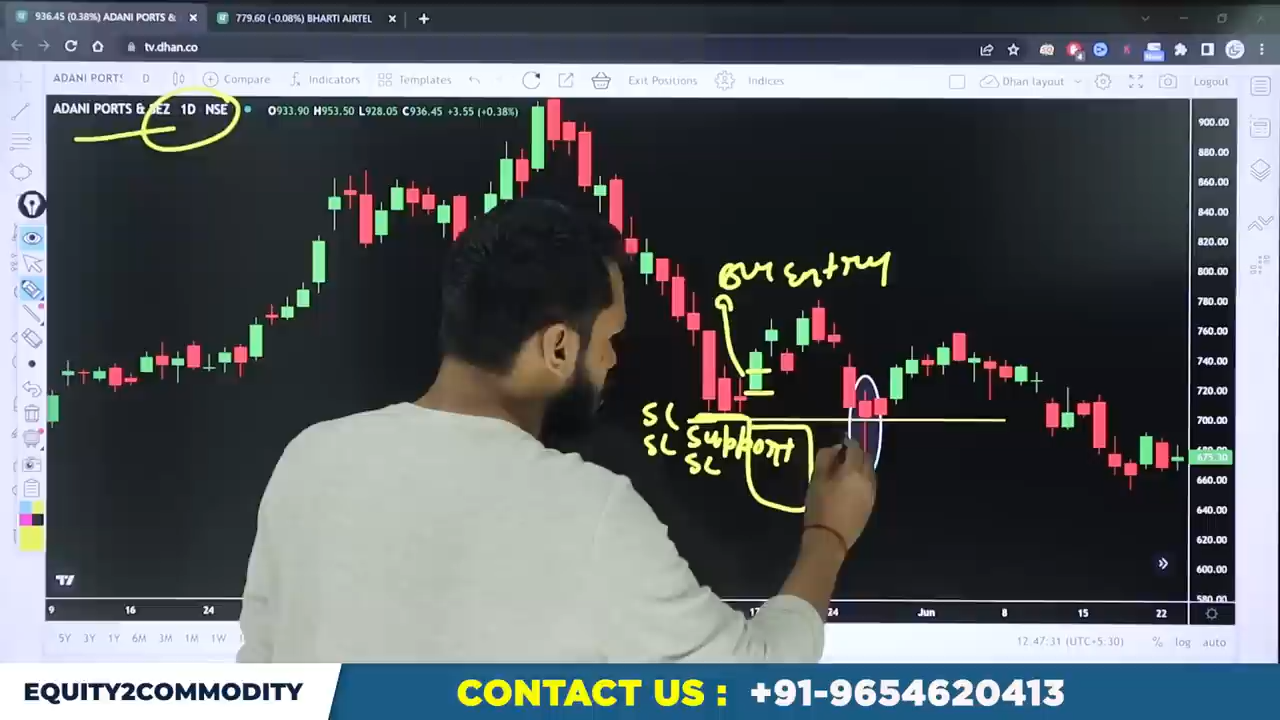 936.45 (0.38%) ADANI PORTS &
779.60 (-0.08%) BHARTI AIRTEL
tv.dhan.co
ADANI PORTS D Compare Indicators Templates Exit Positions Indices Dhan layout Logout
ADANI PORTS & SEZ 1D NSE O933.90 H953.50 L928.05 C936.45 +3.55 (+0.38%)
900.00
880.00
860.00
840.00
820.00
800.00
780.00
760.00
740.00
720.00
700.00
675.30
660.00
640.00
620.00
600.00
580.00
Our Entry
SL
SL Support
SL
9 16 24 17 24 Jun 8 15 22
5Y 3Y 1Y 6M 3M 1M 1W
12:47:31 (UTC+5:30) % log auto
EQUITY2COMMODITY
CONTACT US : +91-9654620413